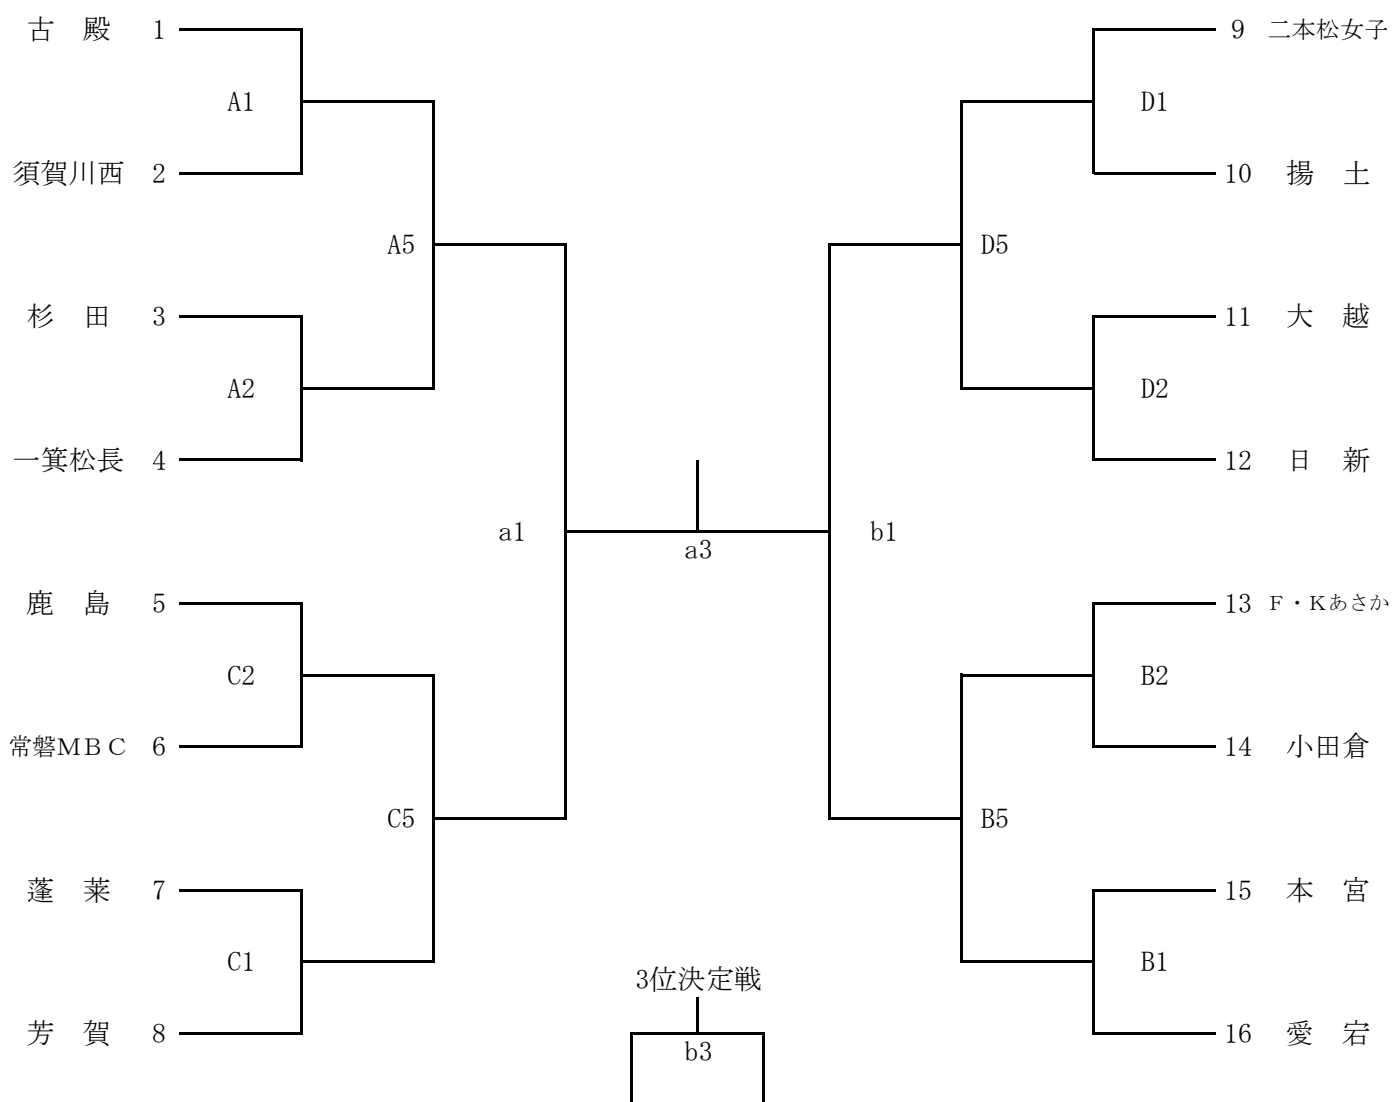 古　殿 1
A1
須賀川西 2
A5
杉　田 3
A2
一箕松長 4
a1
鹿　島 5
C2
常磐ＭＢＣ 6
C5
蓬　莱 7
C1
芳　賀 8
a3
3位決定戦
b3
9 二本松女子
D1
10 揚　土
D5
11 大　越
D2
12 日　新
b1
13 Ｆ・Ｋあさか
B2
14 小田倉
B5
15 本　宮
B1
16 愛　宕